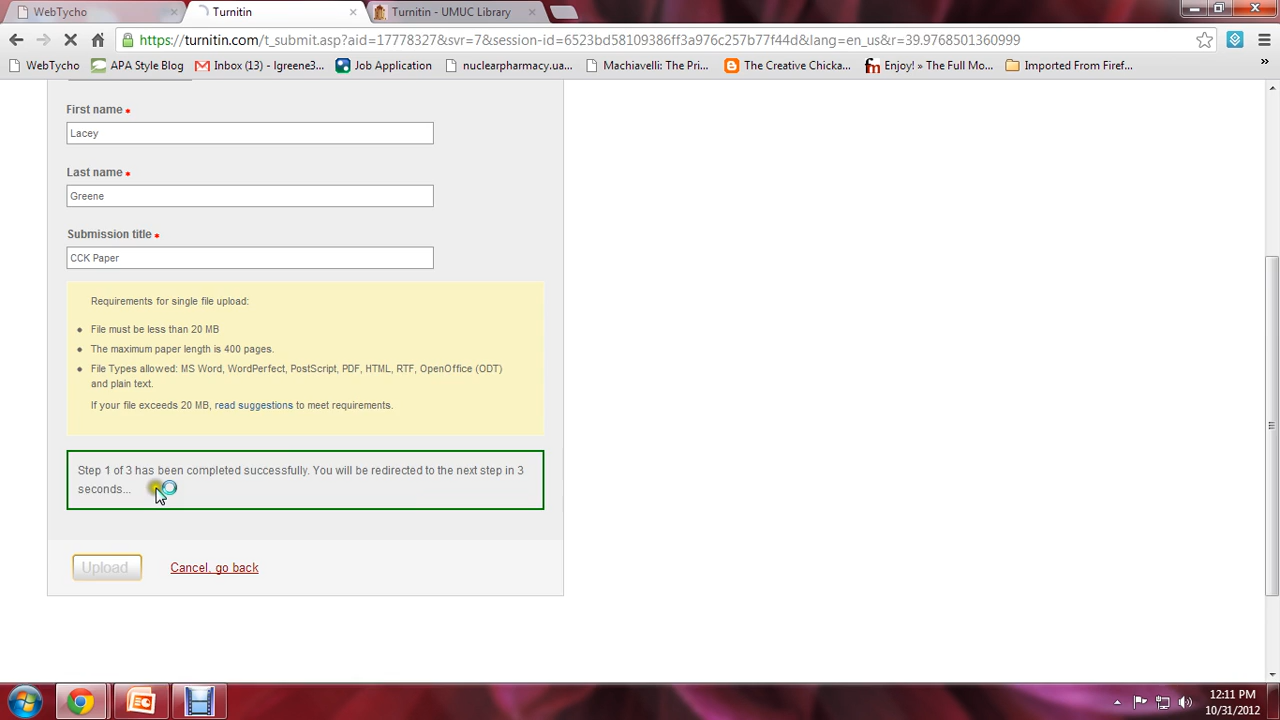 WebTycho
Turnitin
Turnitin - UMUC Library
https://turnitin.com/t_submit.asp?aid=17778327&svr=7&session-id=6523bd58109386ff3a976c257b77f44d&lang=en_us&r=39.9768501360999
WebTycho
APA Style Blog
Inbox (13) - lgreene3...
Job Application
nuclearpharmacy.ua...
Machiavelli: The Pri...
The Creative Chicka...
Enjoy! » The Full Mo...
Imported From Firef...
First name
Lacey
Last name
Greene
Submission title
CCK Paper
Requirements for single file upload:
File must be less than 20 MB
The maximum paper length is 400 pages.
File Types allowed: MS Word, WordPerfect, PostScript, PDF, HTML, RTF, OpenOffice (ODT)
and plain text.
If your file exceeds 20 MB, read suggestions to meet requirements.
Step 1 of 3 has been completed successfully. You will be redirected to the next step in 3
seconds...
Upload
Cancel, go back
12:11 PM
10/31/2012